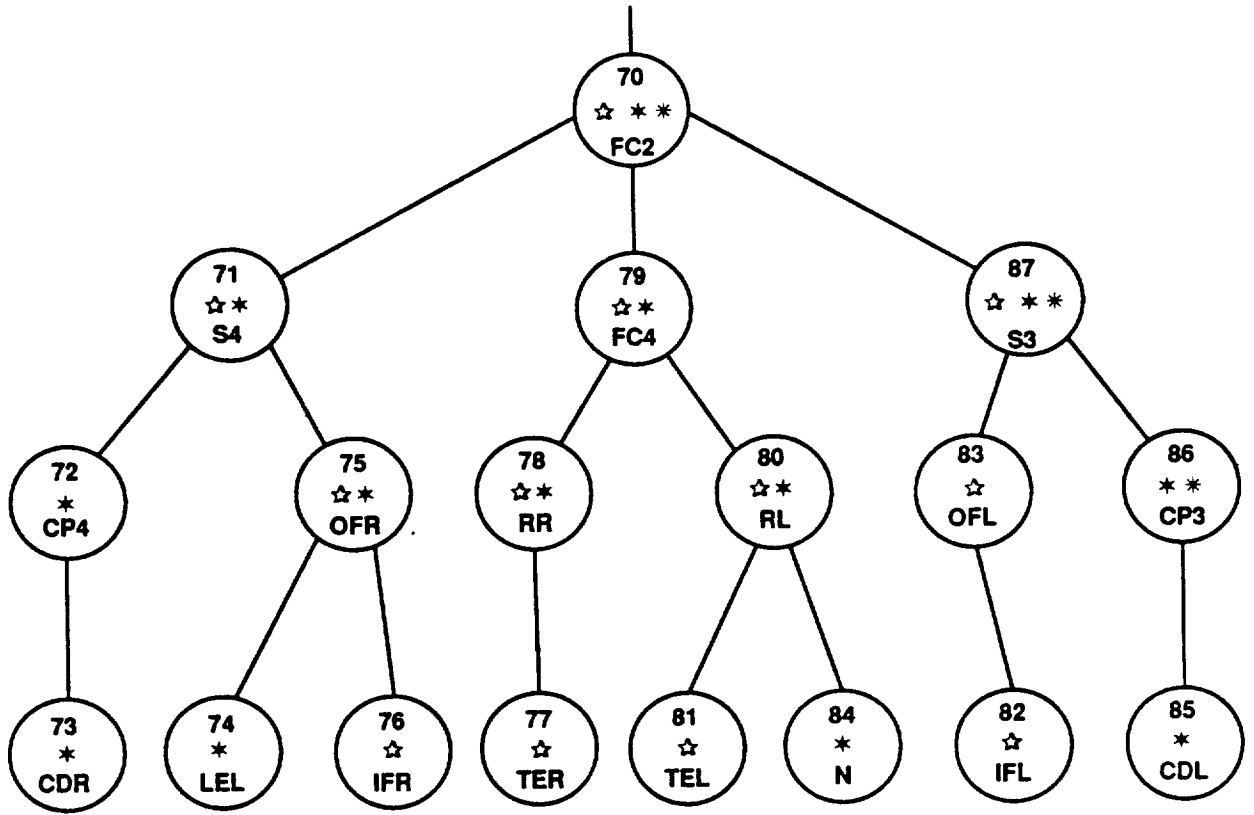 70
☆ ✶ ✳
FC2
71
☆ ✶
S4
79
☆ ✶
FC4
87
☆ ✶ ✳
S3
72
✶
CP4
75
☆ ✶
OFR
78
☆ ✶
RR
80
☆ ✶
RL
83
☆
OFL
86
✶ ✳
CP3
73
✶
CDR
74
✶
LEL
76
☆
IFR
77
☆
TER
81
☆
TEL
84
✶
N
82
☆
IFL
85
✶
CDL